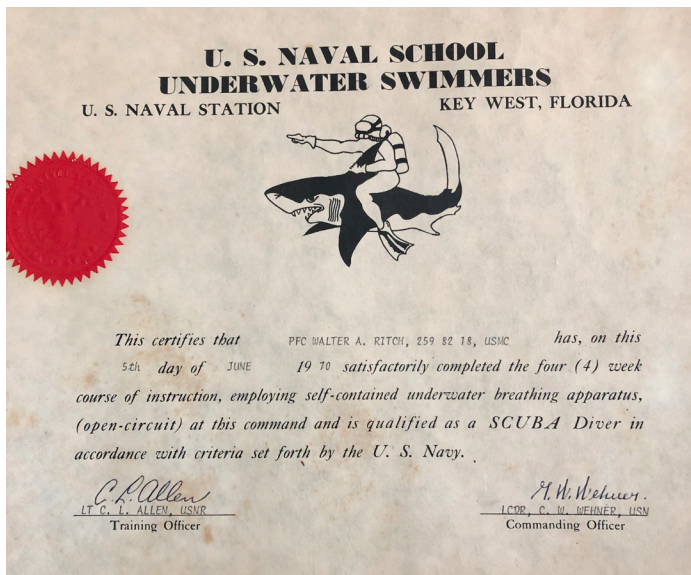 U. S. NAVAL SCHOOL
UNDERWATER SWIMMERS
U. S. NAVAL STATION KEY WEST, FLORIDA
This certifies that PFC WALTER A. RITCH, 259 82 18, USMC has, on this
5th day of JUNE 19 70 satisfactorily completed the four (4) week
course of instruction, employing self-contained underwater breathing apparatus,
(open-circuit) at this command and is qualified as a SCUBA Diver in
accordance with criteria set forth by the U. S. Navy.
C. L. Allen
LT C. L. ALLEN, USNR
Training Officer
G. W. Wehner.
LCDR, C. W. WEHNER, USN
Commanding Officer